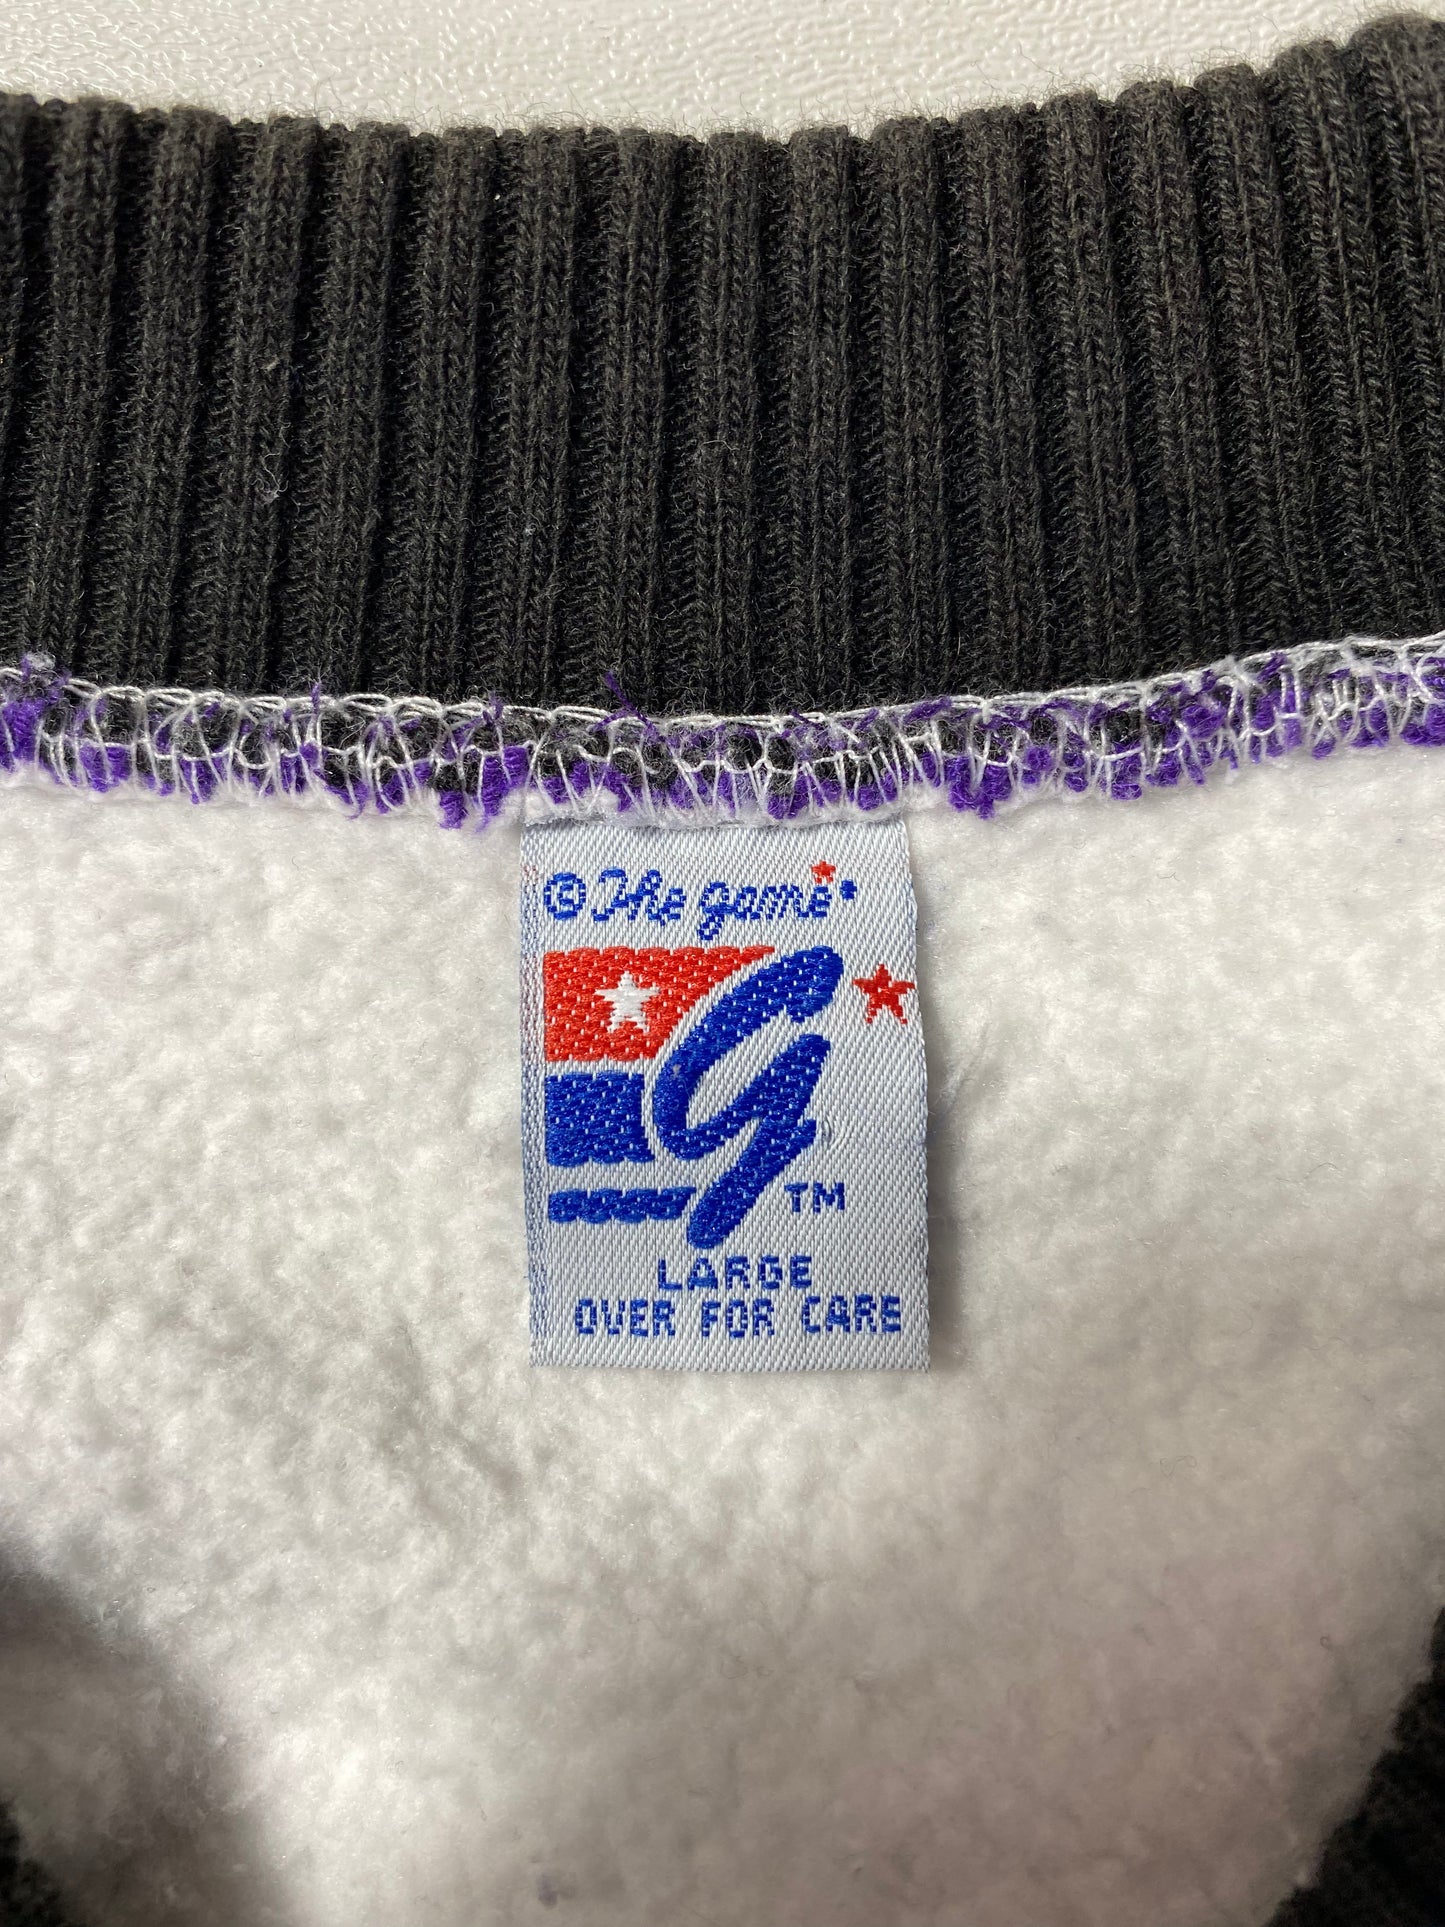 © The game
G
TM
LARGE
OVER FOR CARE